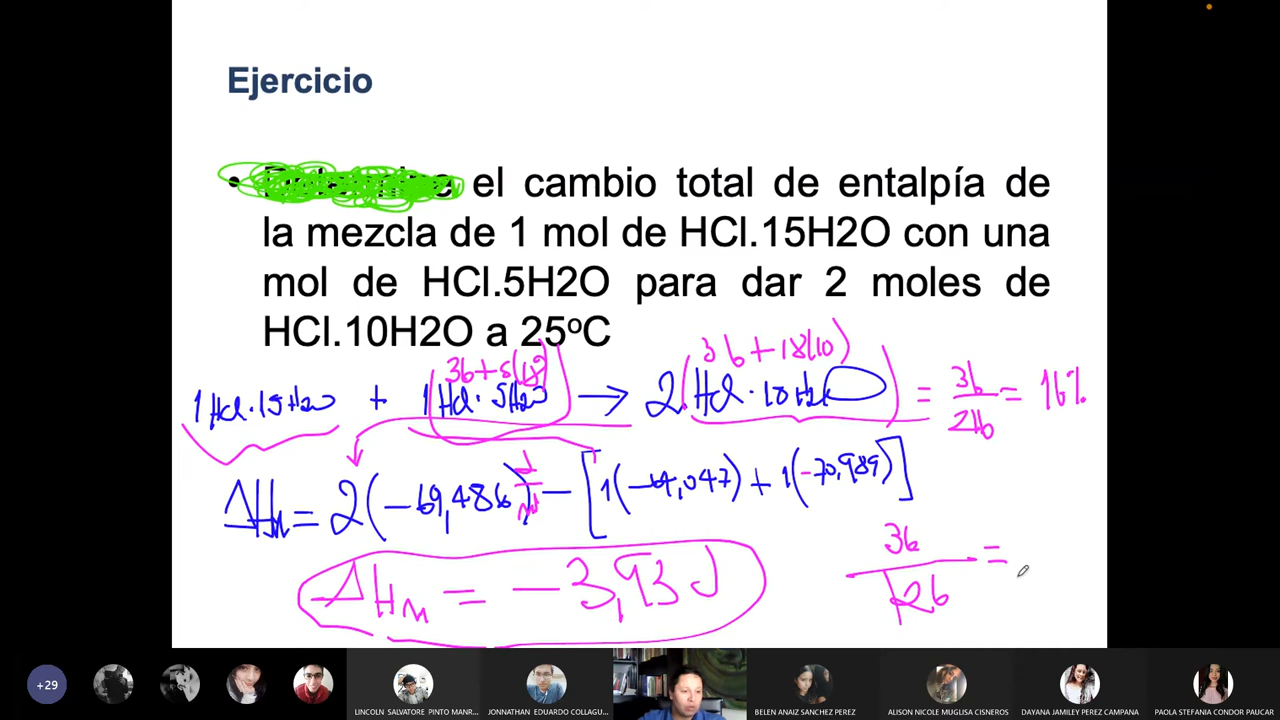 Ejercicio
• el cambio total de entalpía de
la mezcla de 1 mol de HCl.15H2O con una
mol de HCl.5H2O para dar 2 moles de
HCl.10H2O a 25ºC
36+5(18) 36+18(10)
1HCl·15H2O + 1(HCl·5H2O) → 2(HCl·10H2O) = 36/216 = 16%
ΔHM = 2(-69,486 J/M) - [1(-64,047) + 1(-70,989)]
36/126 =
ΔHM = -3,93 J
+29
LINCOLN SALVATORE PINTO MANR...
JONNATHAN EDUARDO COLLAGU...
BELEN ANAIZ SANCHEZ PEREZ
ALISON NICOLE MUGLISA CISNEROS
DAYANA JAMILEY PEREZ CAMPANA
PAOLA STEFANIA CONDOR PAUCAR